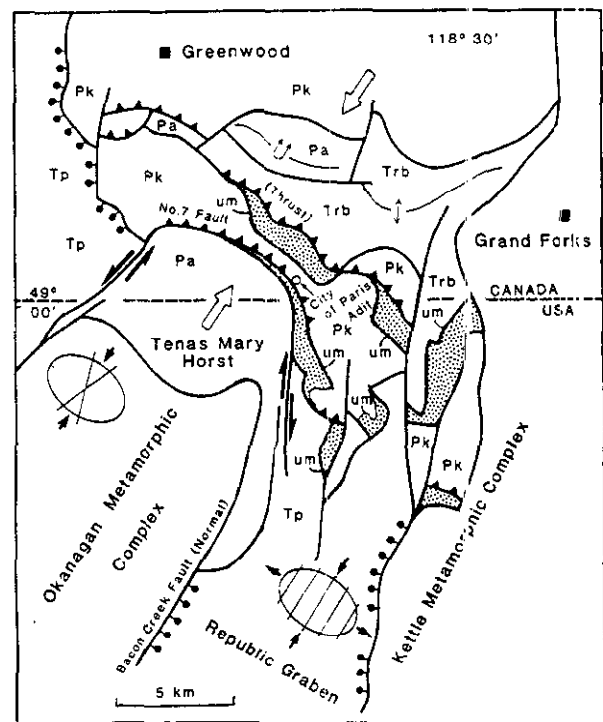 118° 30'
Greenwood
Pk
Pk
Pa
Pa
Trb
Tp
Pk
um
(Thrust)
Trb
No.7 Fault
Grand Forks
Tp
Pa
Pk
Trb
49°
00'
CANADA
USA
City
of Paris
Adit
Pk
um
um
um
Tenas Mary
Horst
um
um
Pk
Pk
Tp
Okanagan Metamorphic
Complex
Bacon Creek Fault (Normal)
Republic Graben
Kettle Metamorphic Complex
5 km